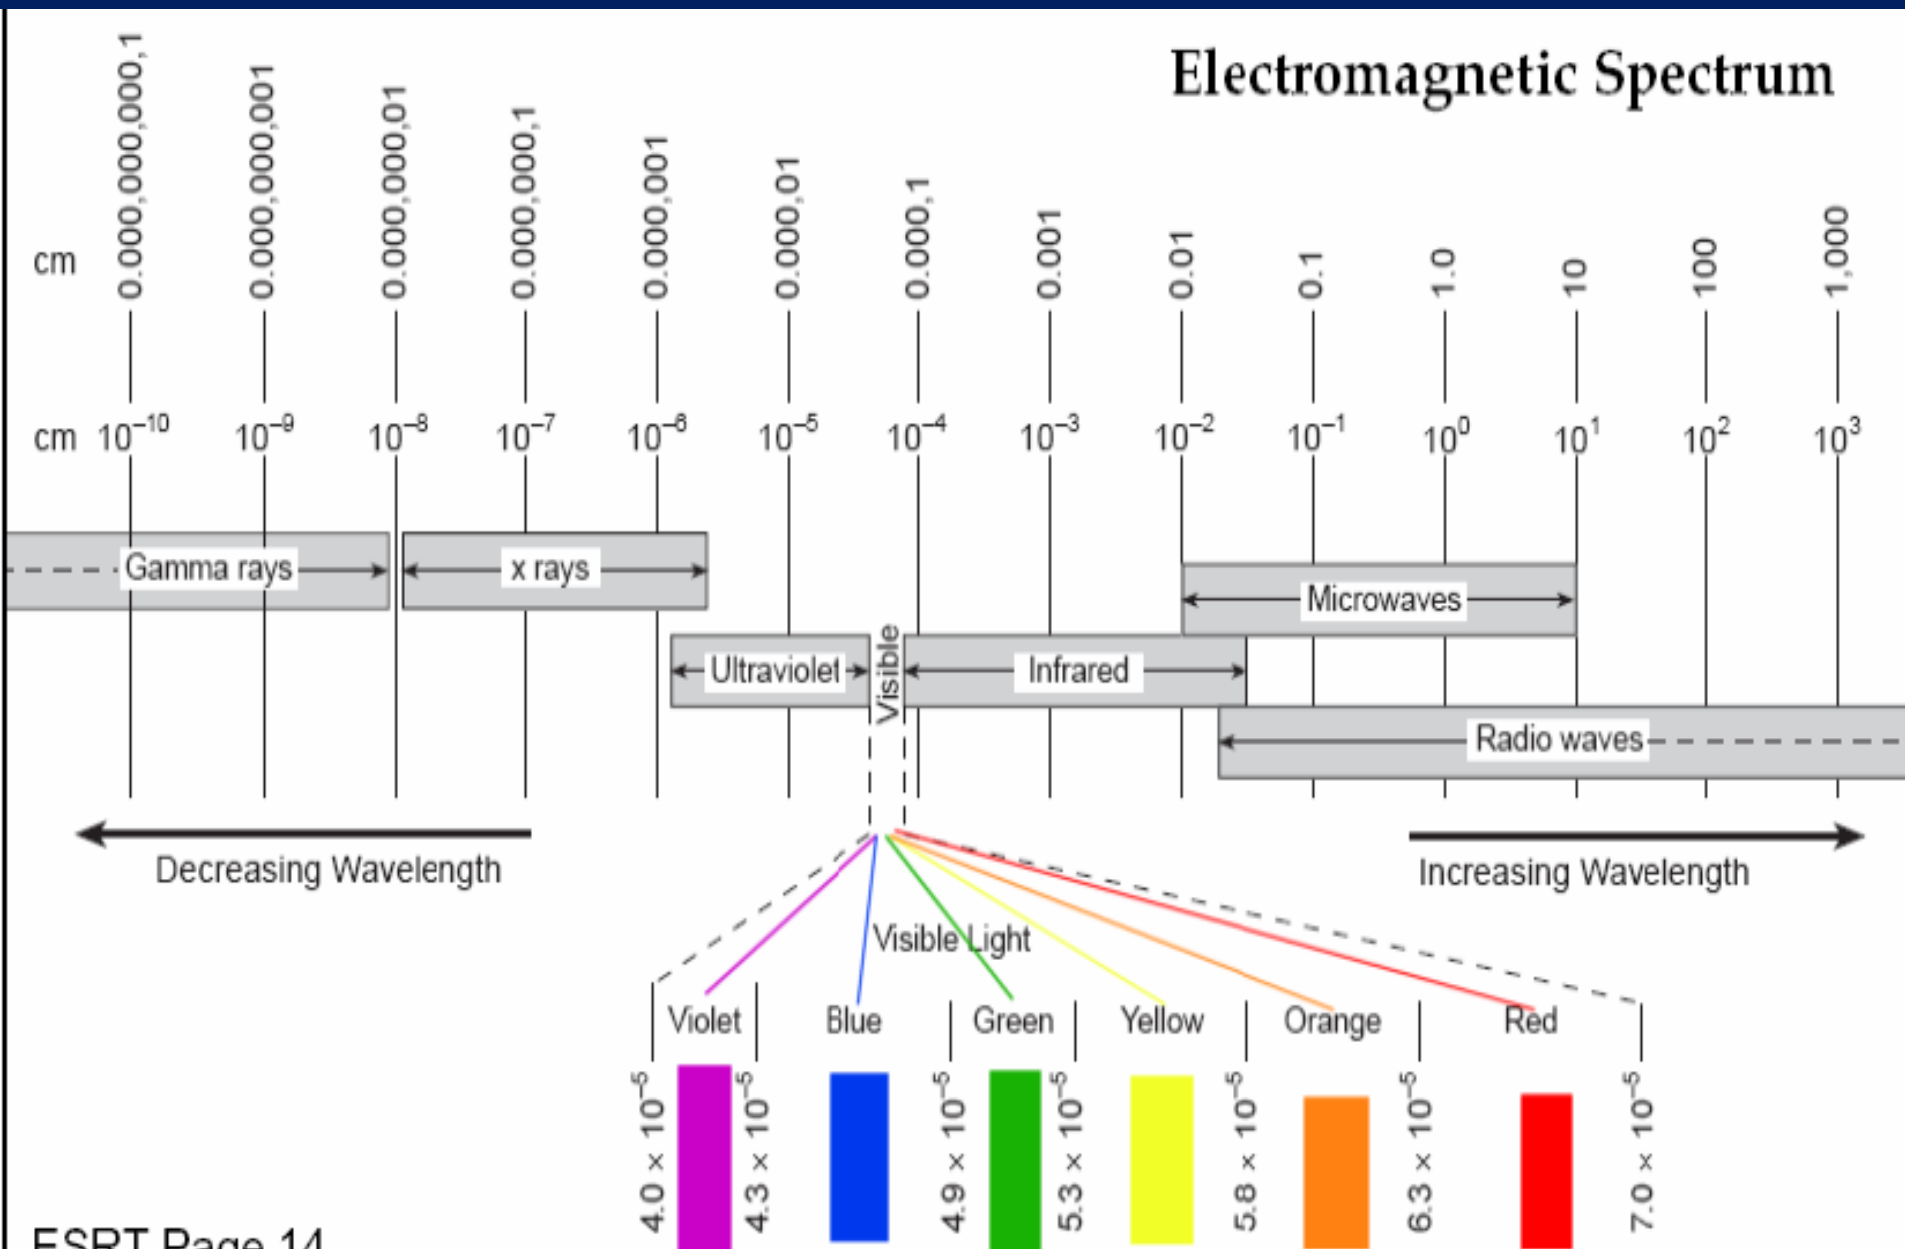 Electromagnetic Spectrum
cm 0.000,000,000,1 0.000,000,001 0.000,000,01 0.000,000,1 0.000,001 0.000,01 0.000,1 0.001 0.01 0.1 1.0 10 100 1,000
cm 10⁻¹⁰ 10⁻⁹ 10⁻⁸ 10⁻⁷ 10⁻⁶ 10⁻⁵ 10⁻⁴ 10⁻³ 10⁻² 10⁻¹ 10⁰ 10¹ 10² 10³
Gamma rays x rays Microwaves
Ultraviolet Visible Infrared
Radio waves
Decreasing Wavelength Increasing Wavelength
Visible Light
Violet Blue Green Yellow Orange Red
4.0 × 10⁻⁵ 4.3 × 10⁻⁵ 4.9 × 10⁻⁵ 5.3 × 10⁻⁵ 5.8 × 10⁻⁵ 6.3 × 10⁻⁵ 7.0 × 10⁻⁵
ESRT Page 14